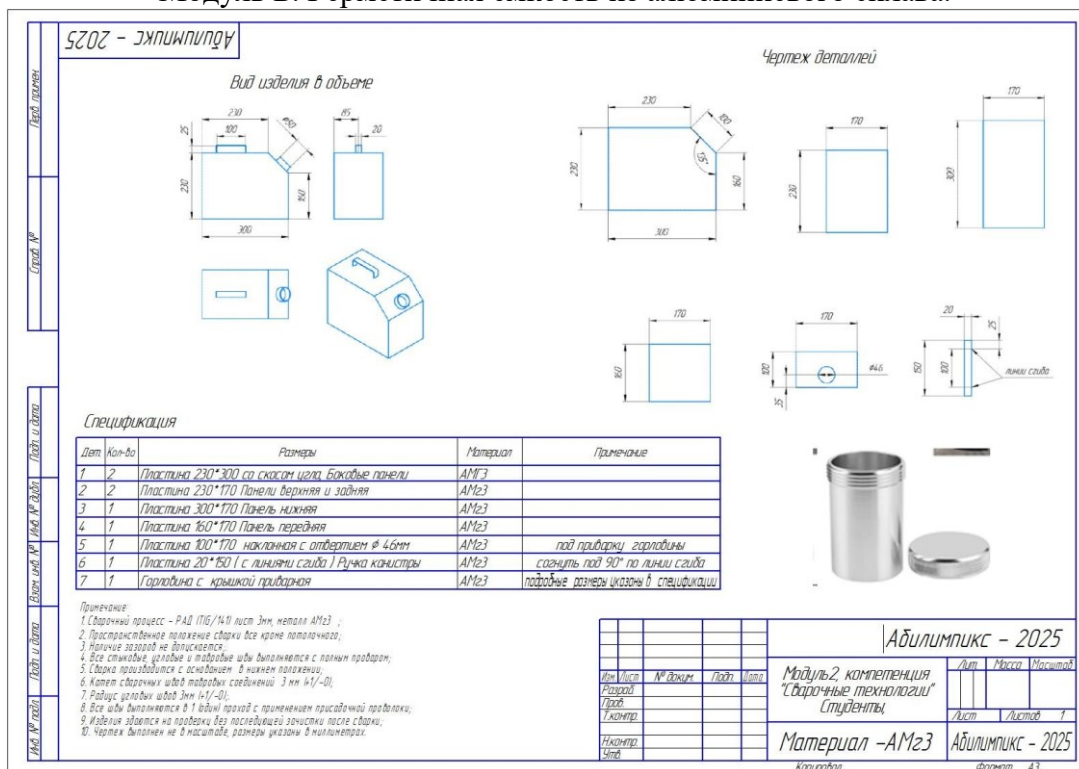 Абилимпикс - 2025
Вид изделия в объеме
Чертеж деталлей
230
100
25
230
⌀50
150
300
85
20
230
100
135°
230
160
300
170
230
170
300
170
160
170
100
35
⌀46
20
25
150
100
линии сгиба
Спецификация
Дет. Кол-во Размеры Материал Примечание
1 2 Пластина 230*300 со скосом угла, Боковые панели АМГ3
2 2 Пластина 230*170 Панели верхняя и задняя АМг3
3 1 Пластина 300*170 Панель нижняя АМг3
4 1 Пластина 160*170 Панель передняя АМг3
5 1 Пластина 100*170 наклонная с отвертием ⌀ 46мм АМг3 под приварку горловины
6 1 Пластина 20*150 ( с линиями сгиба ) Ручка канистры АМг3 согнуть под 90° по линии сгиба
7 1 Горловина с крышкой приварная АМг3 подробные размеры указаны в спецификации
Примечание:
1. Сварочный процесс – РАД (TIG/141) лист 3мм, металл АМг3 ;
2. Пространственное положение сварки все кроме потолочного;
3. Наличие зазоров не допускается;
4. Все стыковые, угловые и тавровые швы выполняются с полным проваром;
5. Сварка производится с основанием в нижнем положении;
6. Катет сварочных швов тавровых соединений 3 мм (+1/-0);
7. Радиус угловых швов 3мм (+1/-0);
8. Все швы выполняются в 1 (один) проход с применением присадочной проволоки;
9. Изделия здаются на проверку без последующей зачистки после сварки;
10. Чертеж выполнен не в масштабе, размеры указаны в миллиметрах.
Перв. примен.
Справ. №
Подп. и дата
Инв. № дубл.
Взам. инв. №
Подп. и дата
Инв. № подл.
Абилимпикс - 2025
Изм. Лист № докум. Подп. Дата
Разраб.
Пров.
Т.контр.
Н.контр.
Утв.
Модуль2, компетенция
"Сварочные технологии"
Студенты,
Лит. Масса Масштаб
Лист Листов 1
Материал -АМг3
Абилимпикс - 2025
Копировал Формат А3